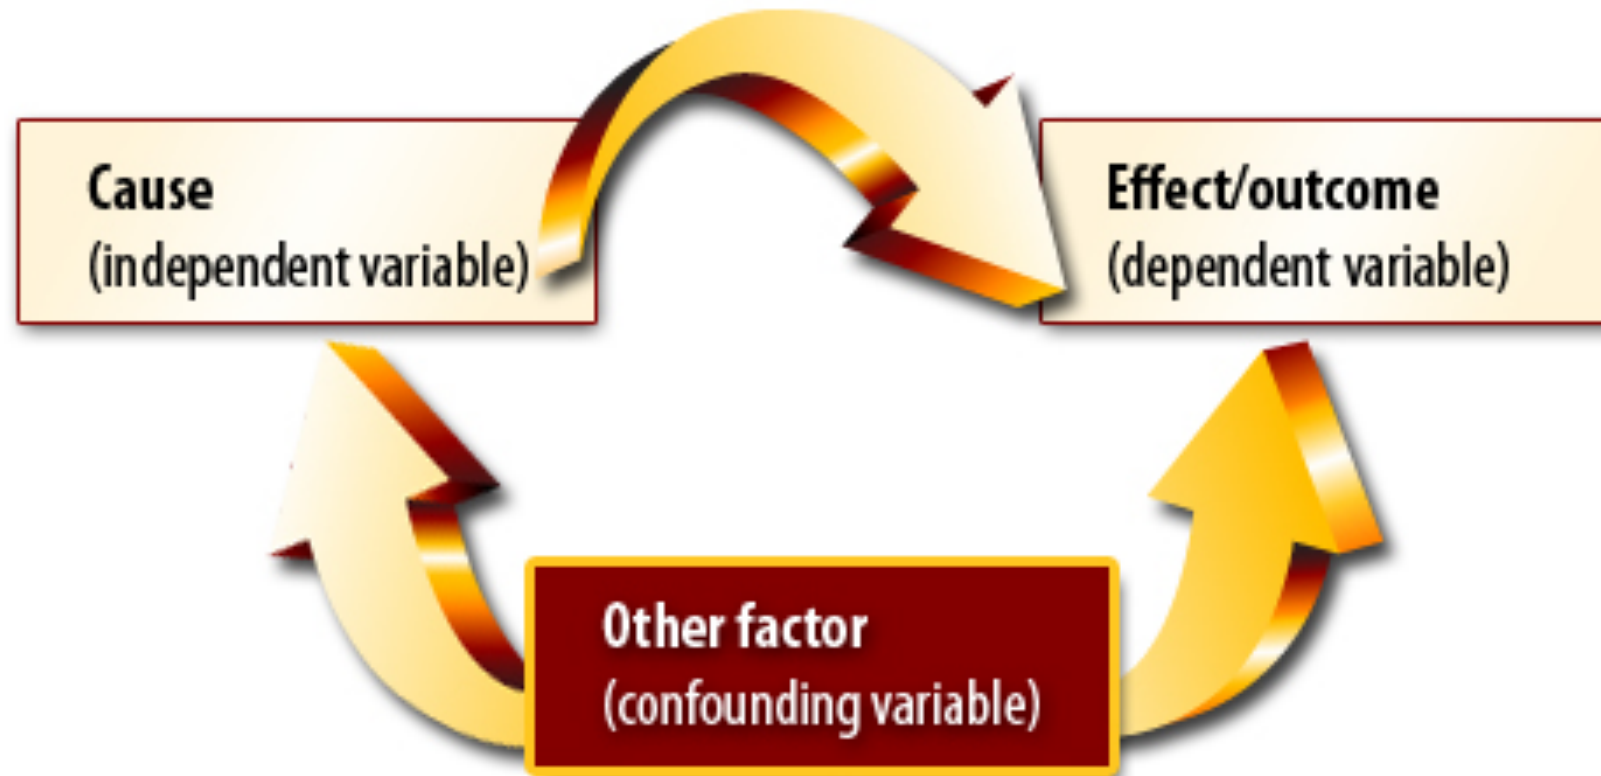 Cause
(independent variable)
Effect/outcome
(dependent variable)
Other factor
(confounding variable)